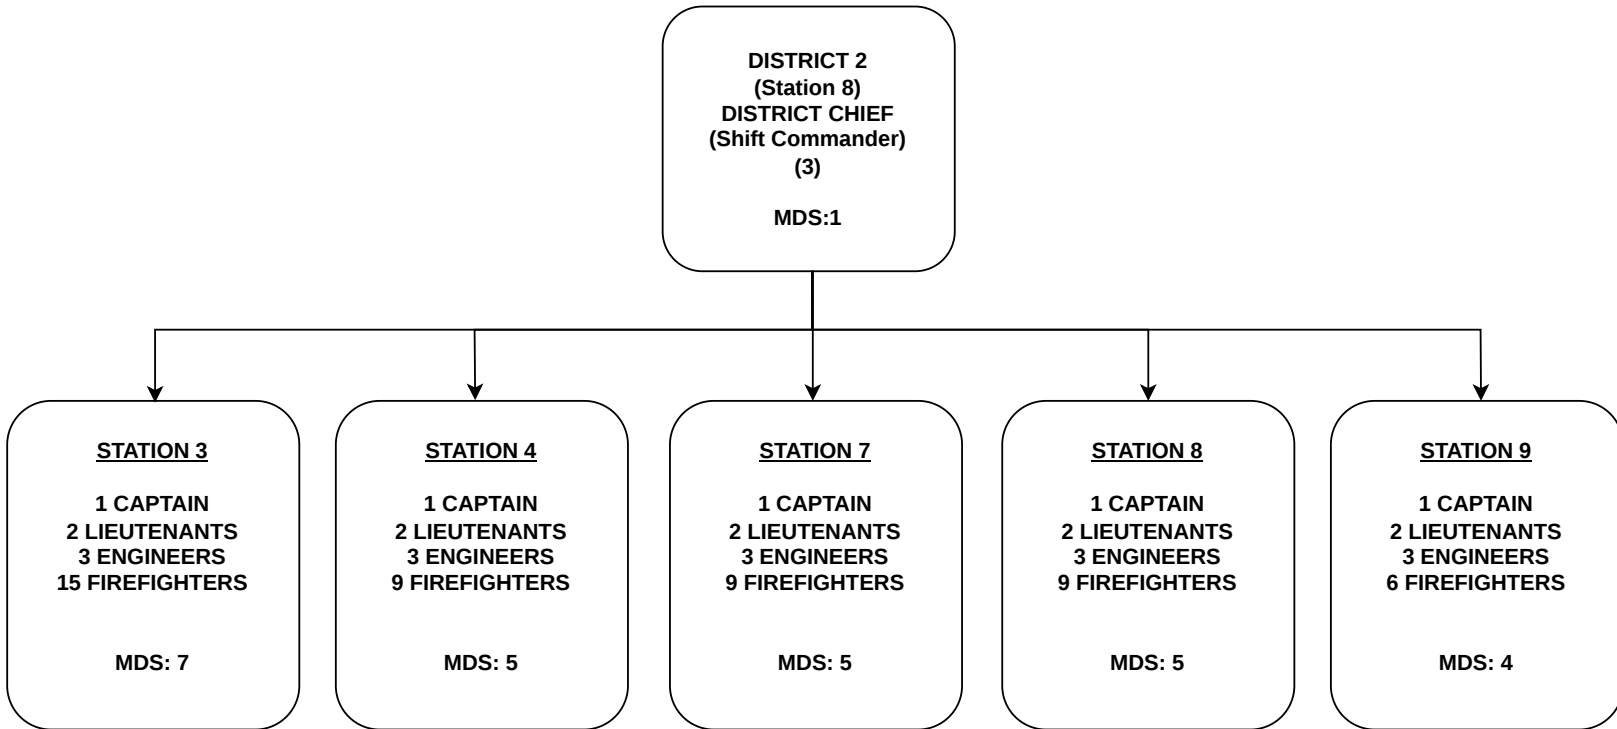 DISTRICT 2
(Station 8)
DISTRICT CHIEF
(Shift Commander)
(3)
MDS:1
STATION 3
1 CAPTAIN
2 LIEUTENANTS
3 ENGINEERS
15 FIREFIGHTERS
MDS: 7
STATION 4
1 CAPTAIN
2 LIEUTENANTS
3 ENGINEERS
9 FIREFIGHTERS
MDS: 5
STATION 7
1 CAPTAIN
2 LIEUTENANTS
3 ENGINEERS
9 FIREFIGHTERS
MDS: 5
STATION 8
1 CAPTAIN
2 LIEUTENANTS
3 ENGINEERS
9 FIREFIGHTERS
MDS: 5
STATION 9
1 CAPTAIN
2 LIEUTENANTS
3 ENGINEERS
6 FIREFIGHTERS
MDS: 4